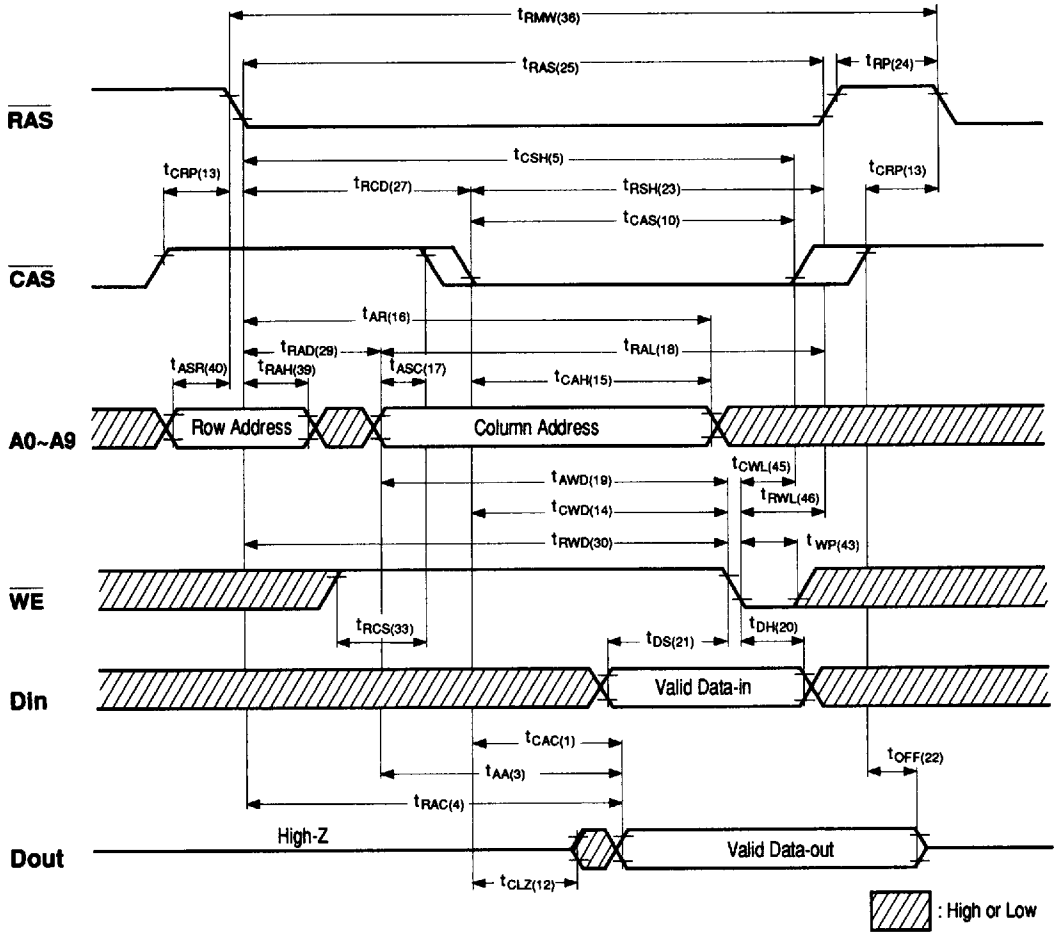 tRMW(36)
tRAS(25)
tRP(24)
RAS
tCSH(5)
tCRP(13)
tRCD(27)
tRSH(23)
tCRP(13)
tCAS(10)
CAS
tAR(16)
tRAD(29)
tRAL(18)
tASR(40)
tRAH(39)
tASC(17)
tCAH(15)
A0~A9
Row Address
Column Address
tAWD(19)
tCWL(45)
tCWD(14)
tRWL(46)
tRWD(30)
tWP(43)
WE
tRCS(33)
tDS(21)
tDH(20)
Din
Valid Data-in
tCAC(1)
tAA(3)
tOFF(22)
tRAC(4)
High-Z
Dout
Valid Data-out
tCLZ(12)
: High or Low